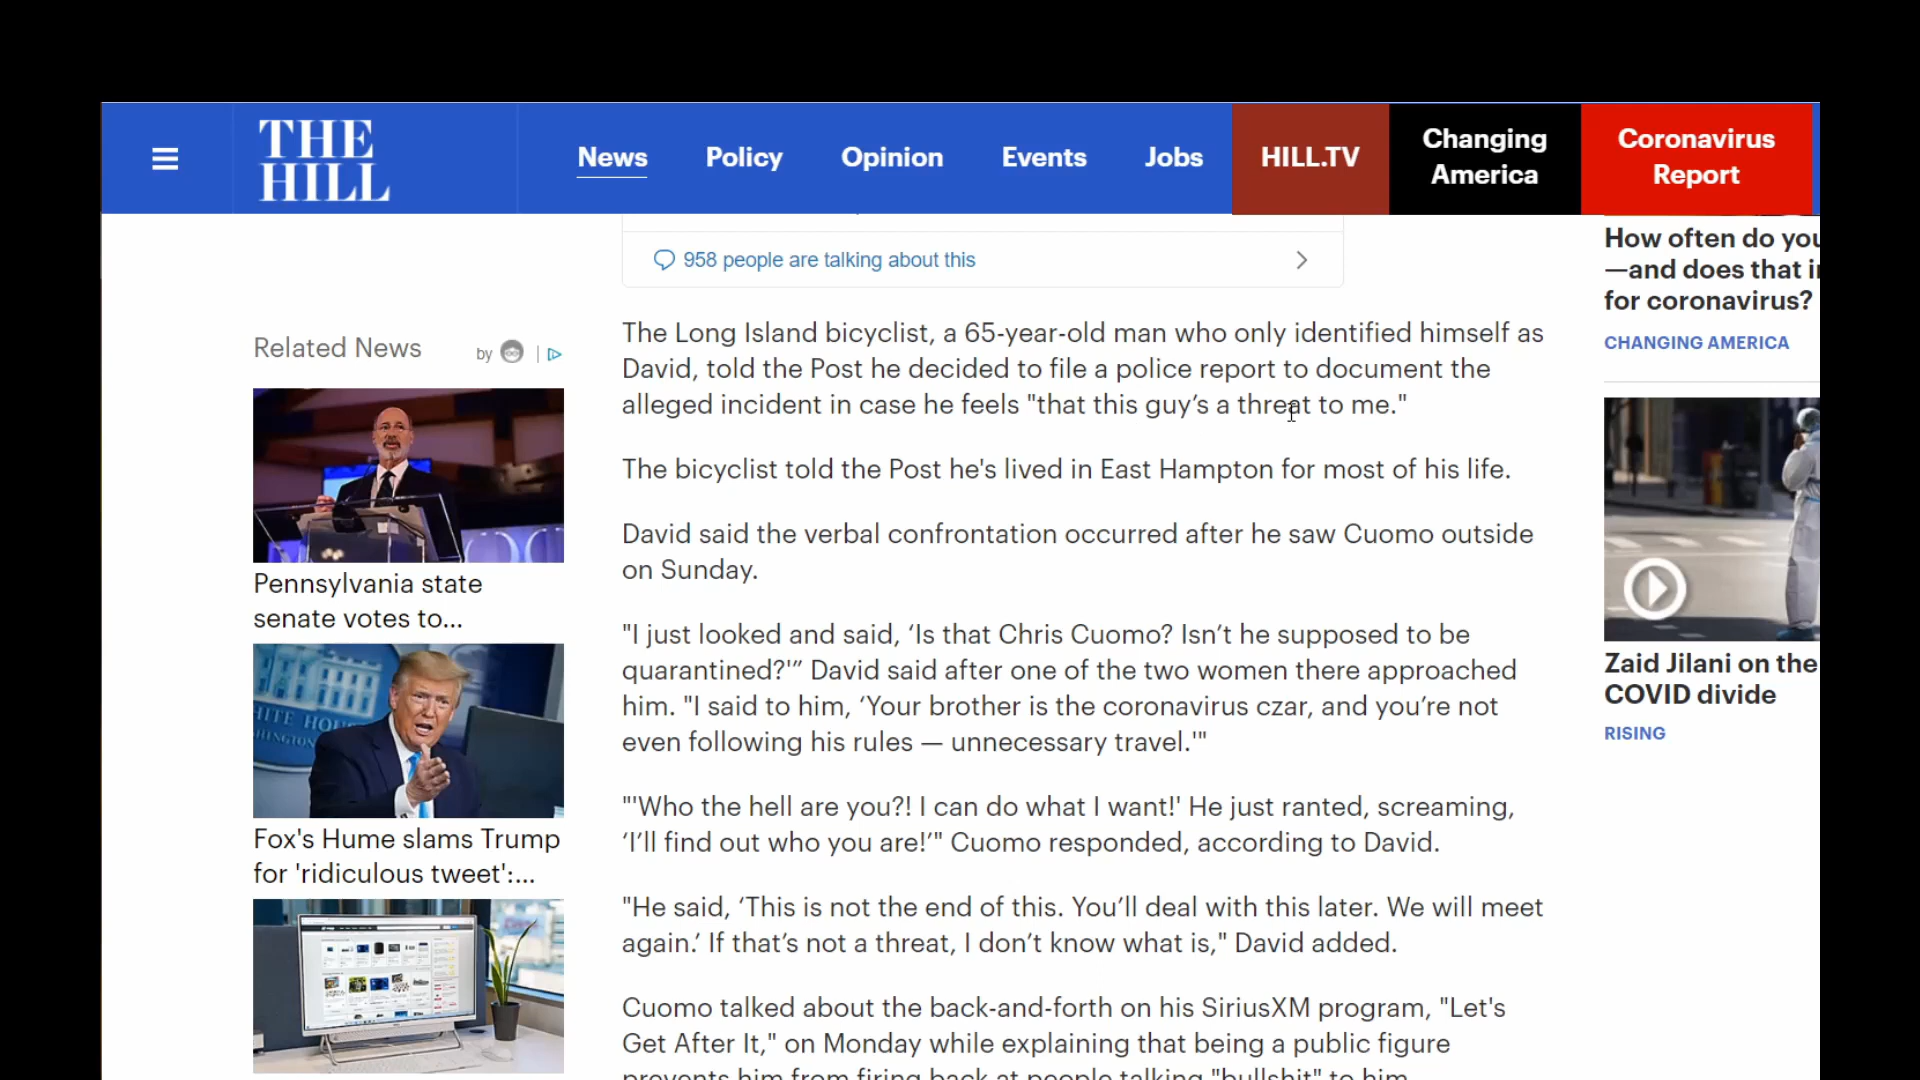 THE
HILL
News
Policy
Opinion
Events
Jobs
HILL.TV
Changing
America
Coronavirus
Report
958 people are talking about this
Related News
by
Pennsylvania state
senate votes to...
Fox's Hume slams Trump
for 'ridiculous tweet':...
The Long Island bicyclist, a 65-year-old man who only identified himself as
David, told the Post he decided to file a police report to document the
alleged incident in case he feels "that this guy’s a threat to me."
The bicyclist told the Post he's lived in East Hampton for most of his life.
David said the verbal confrontation occurred after he saw Cuomo outside
on Sunday.
"I just looked and said, ‘Is that Chris Cuomo? Isn’t he supposed to be
quarantined?'” David said after one of the two women there approached
him. "I said to him, ‘Your brother is the coronavirus czar, and you’re not
even following his rules — unnecessary travel.'"
"'Who the hell are you?! I can do what I want!' He just ranted, screaming,
‘I’ll find out who you are!’" Cuomo responded, according to David.
"He said, ‘This is not the end of this. You’ll deal with this later. We will meet
again.’ If that’s not a threat, I don’t know what is," David added.
Cuomo talked about the back-and-forth on his SiriusXM program, "Let's
Get After It," on Monday while explaining that being a public figure
prevents him from firing back at people talking "bullshit" to him.
How often do you
—and does that
for coronavirus?
CHANGING AMERICA
Zaid Jilani on the
COVID divide
RISING